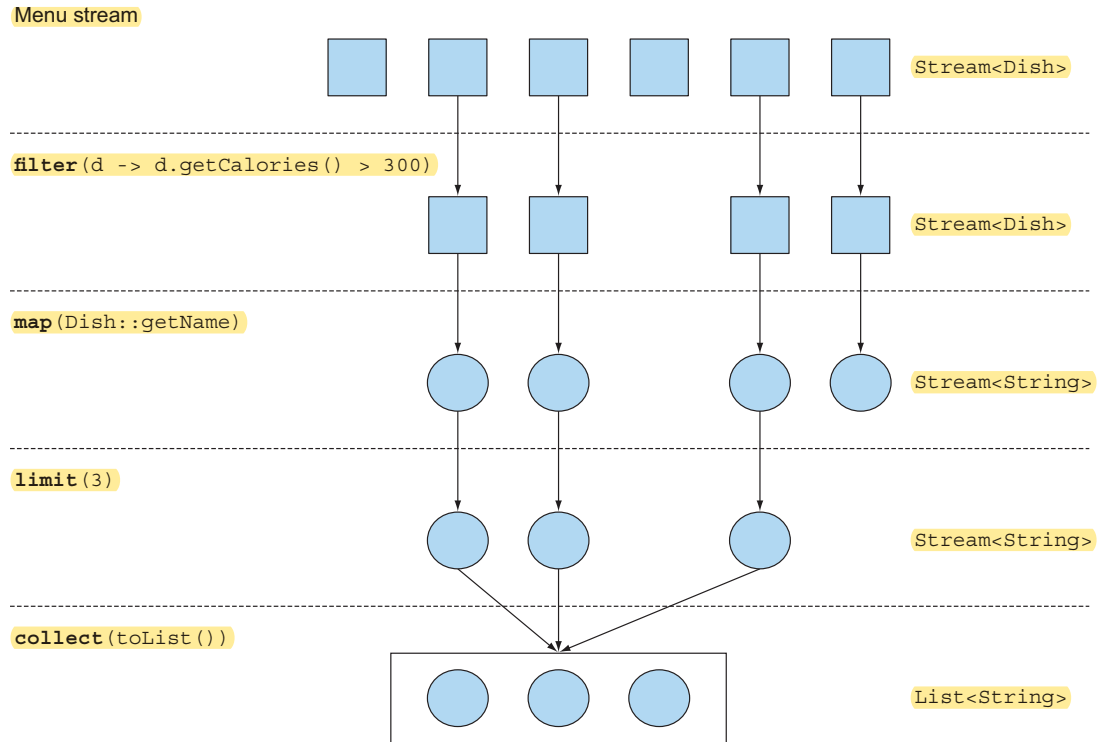 Menu stream
Stream<Dish>
filter(d -> d.getCalories() > 300)
Stream<Dish>
map(Dish::getName)
Stream<String>
limit(3)
Stream<String>
collect(toList())
List<String>